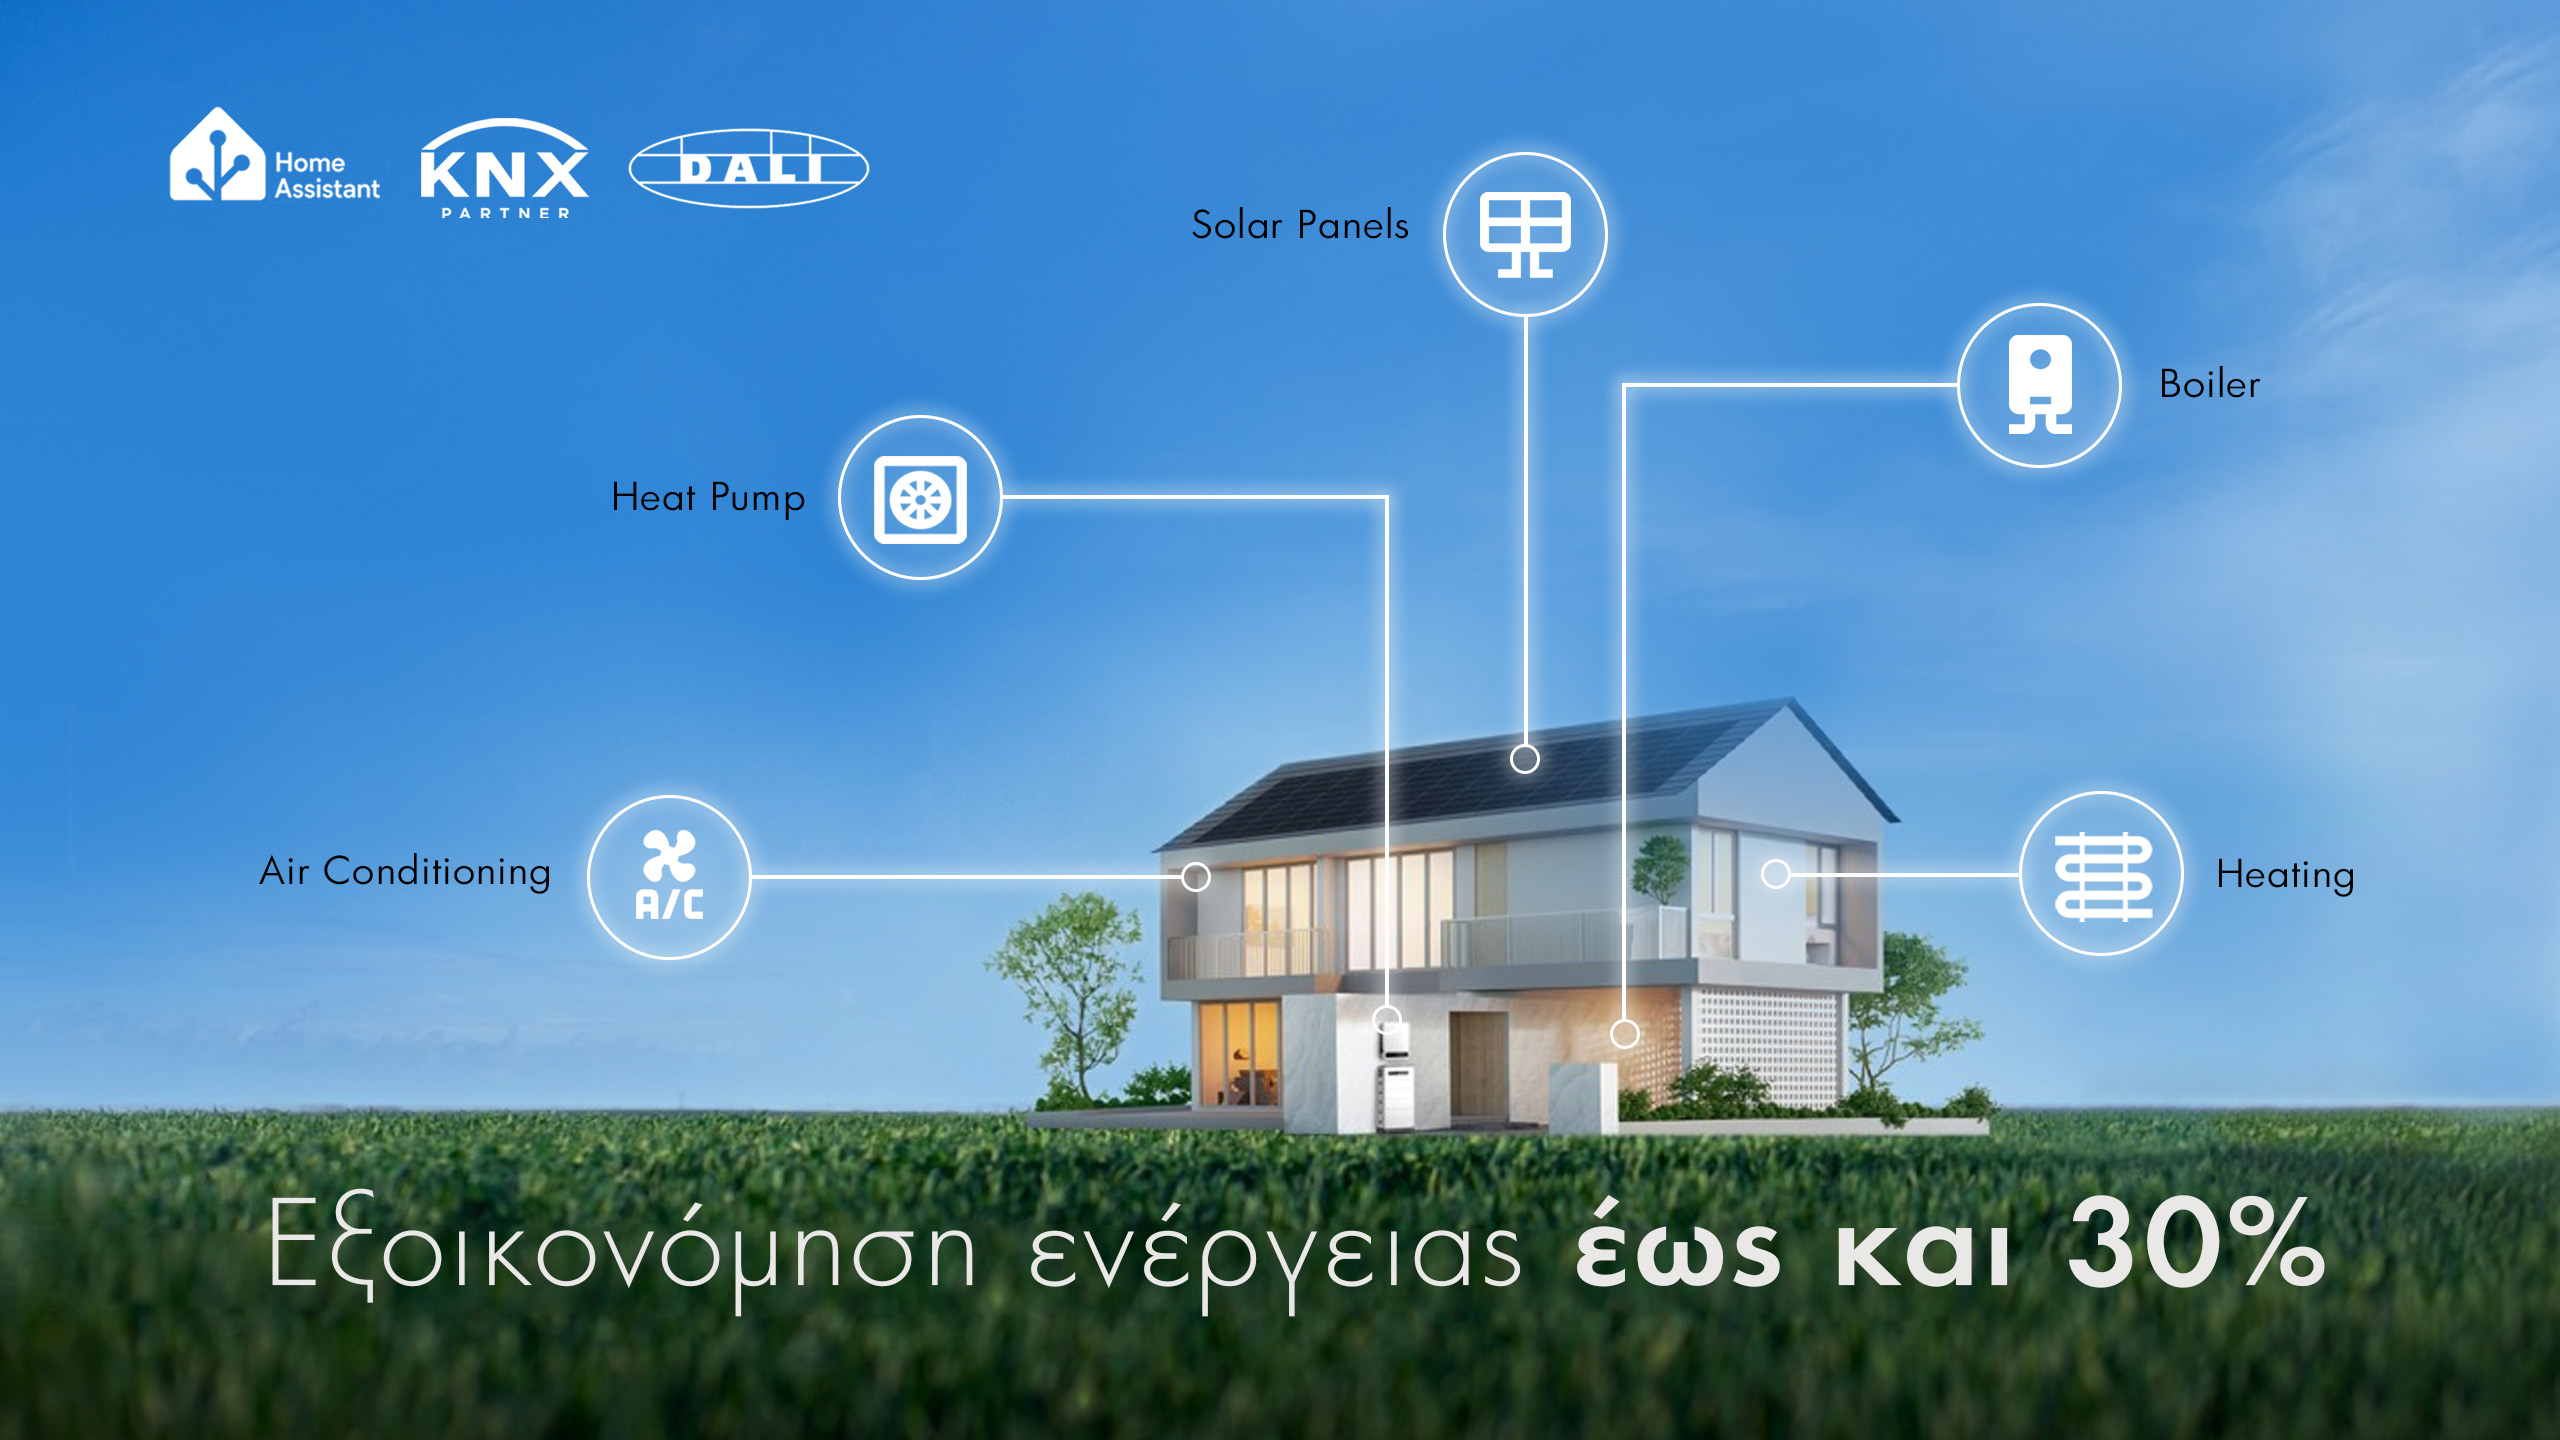 Home
Assistant
KNX
PARTNER
DALI
Solar Panels
Boiler
Heat Pump
Air Conditioning
A/C
Heating
Εξοικονόμηση ενέργειας έως και 30%